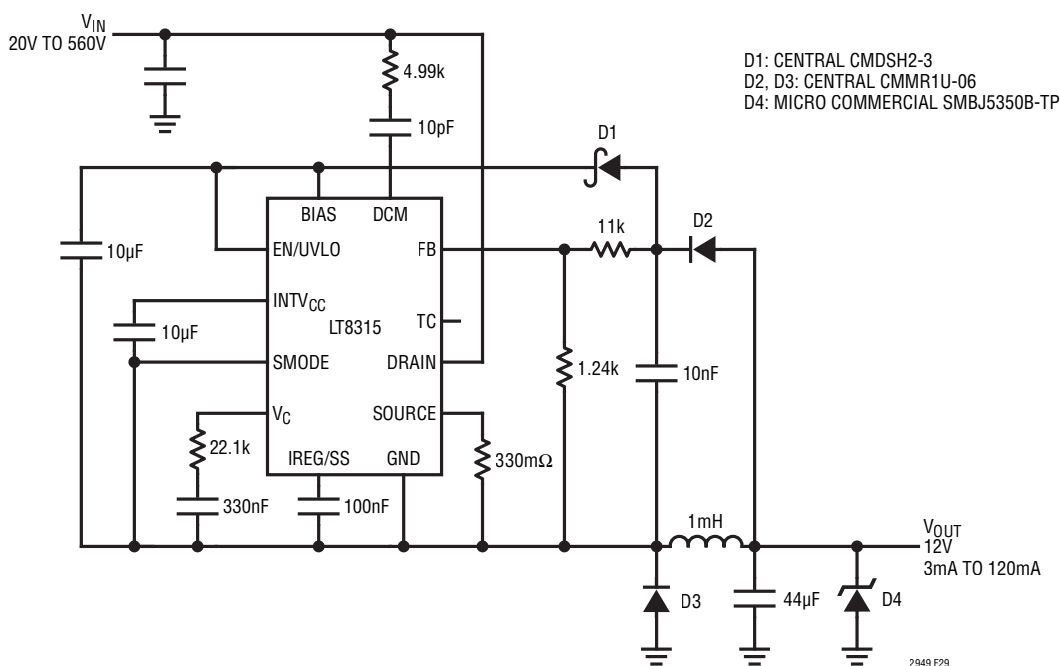 VIN
20V TO 560V
4.99k
10pF
D1: CENTRAL CMDSH2-3
D2, D3: CENTRAL CMMR1U-06
D4: MICRO COMMERCIAL SMBJ5350B-TP
D1
BIAS
DCM
11k
D2
10µF
EN/UVLO
FB
INTVCC
10µF
LT8315
TC
SMODE
DRAIN
1.24k
10nF
VC
SOURCE
22.1k
IREG/SS
GND
330mΩ
330nF
100nF
1mH
VOUT
12V
3mA TO 120mA
D3
44µF
D4
2949 F29